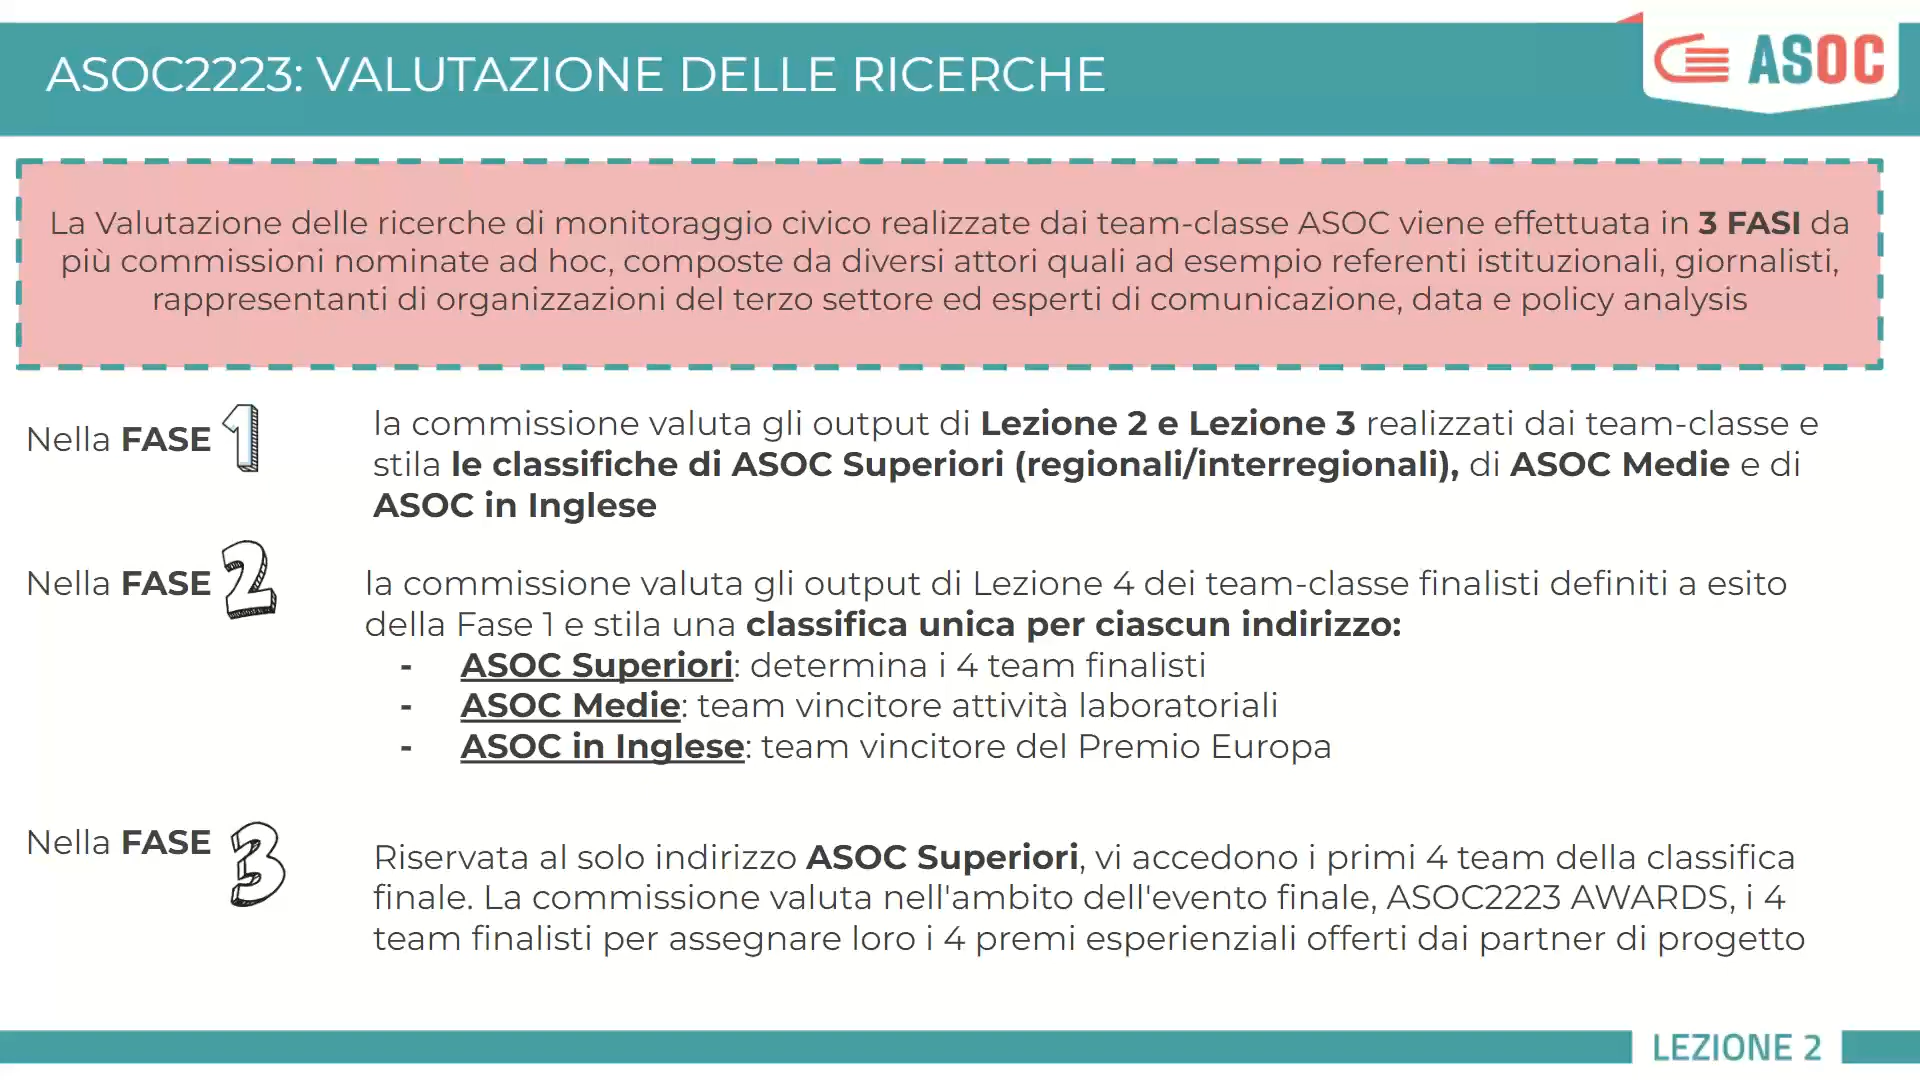 ASOC2223: VALUTAZIONE DELLE RICERCHE
ASOC
La Valutazione delle ricerche di monitoraggio civico realizzate dai team-classe ASOC viene effettuata in 3 FASI da
più commissioni nominate ad hoc, composte da diversi attori quali ad esempio referenti istituzionali, giornalisti,
rappresentanti di organizzazioni del terzo settore ed esperti di comunicazione, data e policy analysis
Nella FASE 1
la commissione valuta gli output di Lezione 2 e Lezione 3 realizzati dai team-classe e
stila le classifiche di ASOC Superiori (regionali/interregionali), di ASOC Medie e di
ASOC in Inglese
Nella FASE 2
la commissione valuta gli output di Lezione 4 dei team-classe finalisti definiti a esito
della Fase 1 e stila una classifica unica per ciascun indirizzo:
- ASOC Superiori: determina i 4 team finalisti
- ASOC Medie: team vincitore attività laboratoriali
- ASOC in Inglese: team vincitore del Premio Europa
Nella FASE 3
Riservata al solo indirizzo ASOC Superiori, vi accedono i primi 4 team della classifica
finale. La commissione valuta nell'ambito dell'evento finale, ASOC2223 AWARDS, i 4
team finalisti per assegnare loro i 4 premi esperienziali offerti dai partner di progetto
LEZIONE 2